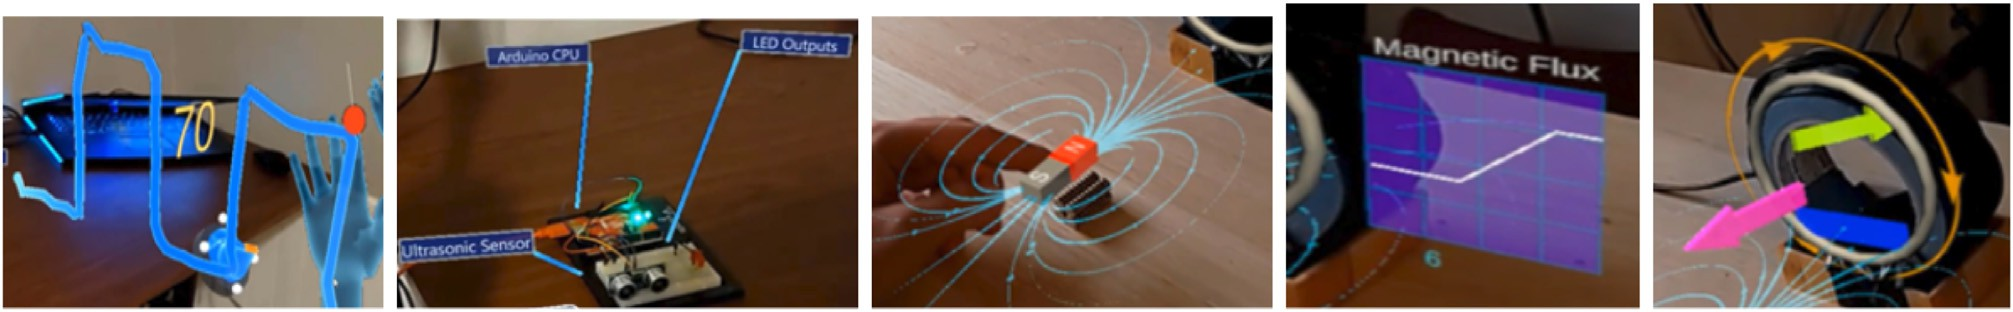 70
Arduino CPU
LED Outputs
Ultrasonic Sensor
N
S
Magnetic Flux
6